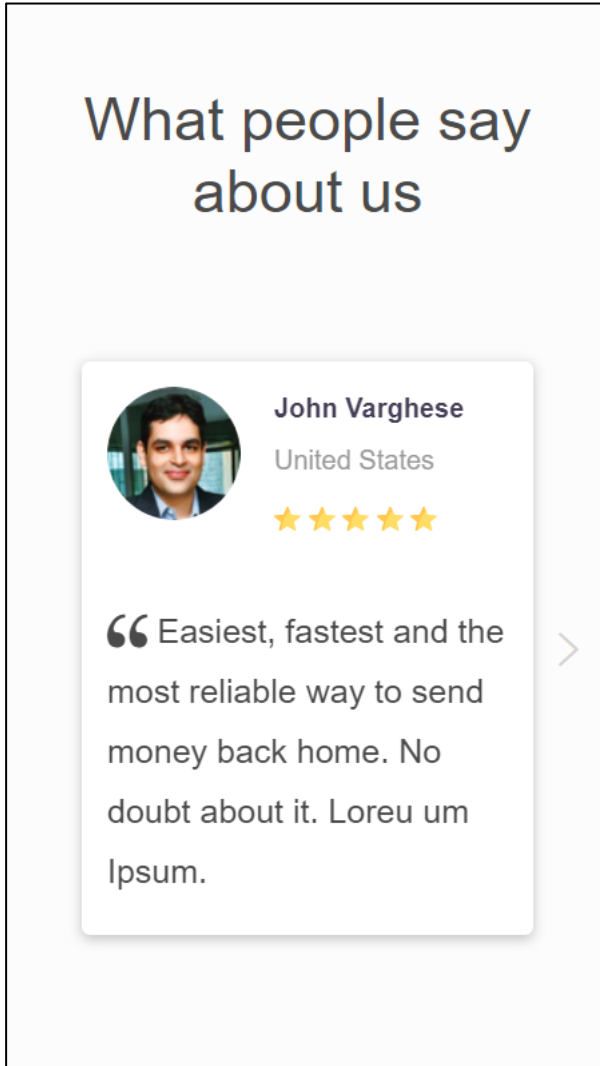 What people say
about us
John Varghese
United States
“ Easiest, fastest and the
most reliable way to send
money back home. No
doubt about it. Loreu um
Ipsum.